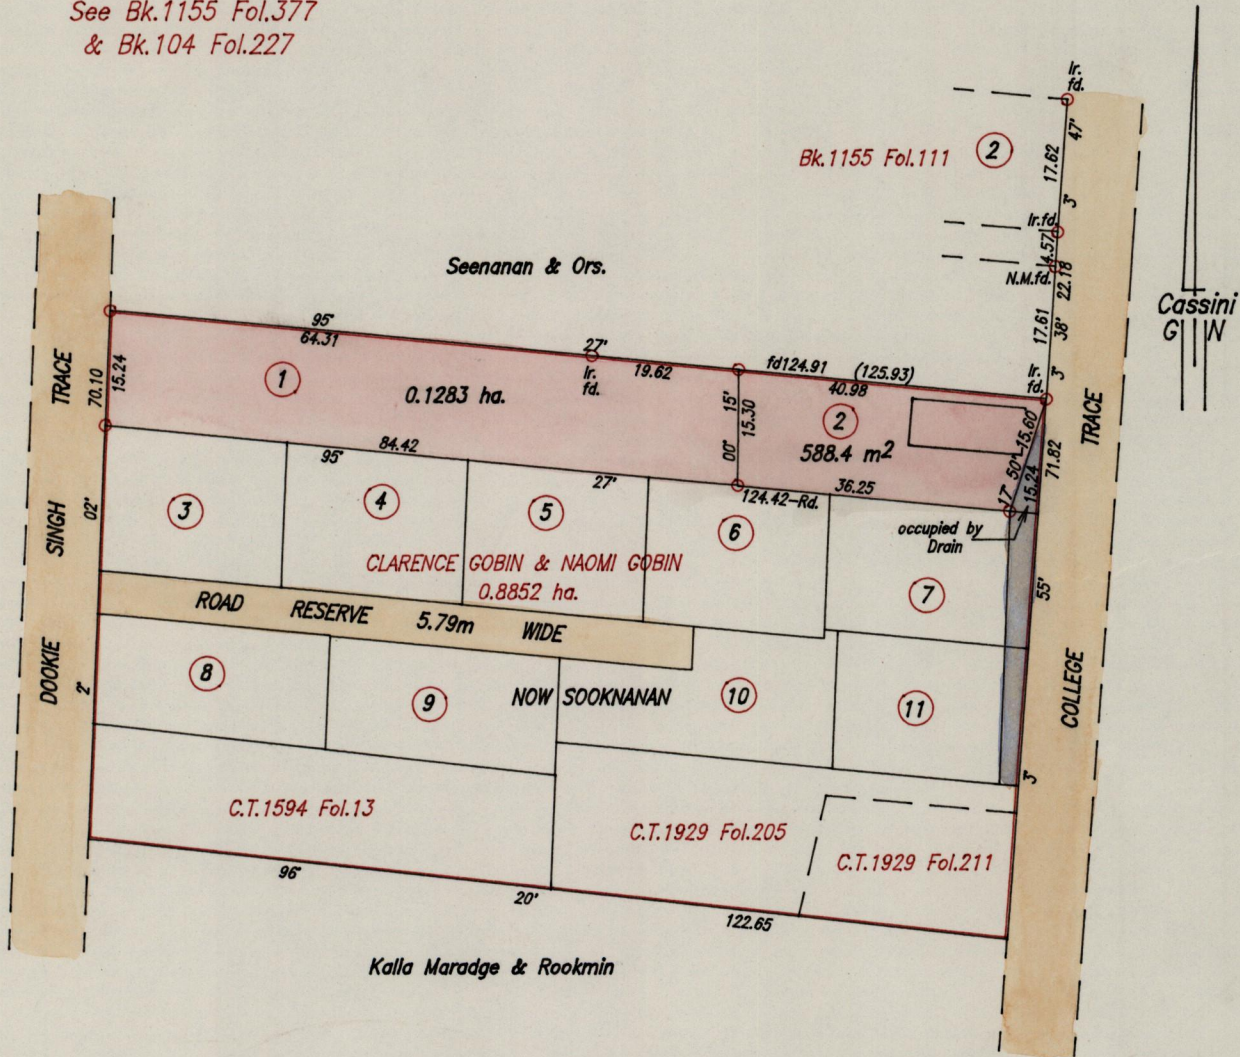 See Bk.1155 Fol.377
& Bk.104 Fol.227
Ir.
fd.
47'
17.62
3°
Bk.1155 Fol.111
2
Ir.fd.
4.57
N.M.fd.
22.18
17.61
38'
3°
Ir.
fd.
Cassini
G N
Seenanan & Ors.
95°
64.31
27'
Ir.
fd.
19.62
fd124.91
(125.93)
40.98
TRACE
70.10
15.24
1
0.1283 ha.
15'
15.30
00°
2
588.4 m²
15.60
50'
17°
15.24
71.82
TRACE
84.42
95°
27'
124.42-Rd.
36.25
occupied by
Drain
SINGH
02'
3
4
5
6
7
CLARENCE GOBIN & NAOMI GOBIN
0.8852 ha.
55'
ROAD RESERVE 5.79m WIDE
DOOKIE
2°
8
9
NOW SOOKNANAN
10
11
COLLEGE
3°
C.T.1594 Fol.13
C.T.1929 Fol.205
C.T.1929 Fol.211
96°
20'
122.65
Kalla Maradge & Rookmin